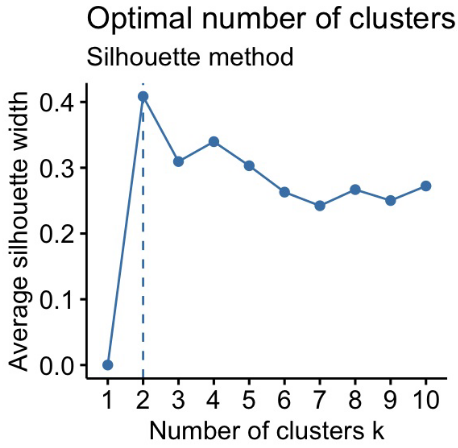 Optimal number of clusters
Silhouette method
Average silhouette width
0.4
0.3
0.2
0.1
0.0
1 2 3 4 5 6 7 8 9 10
Number of clusters k